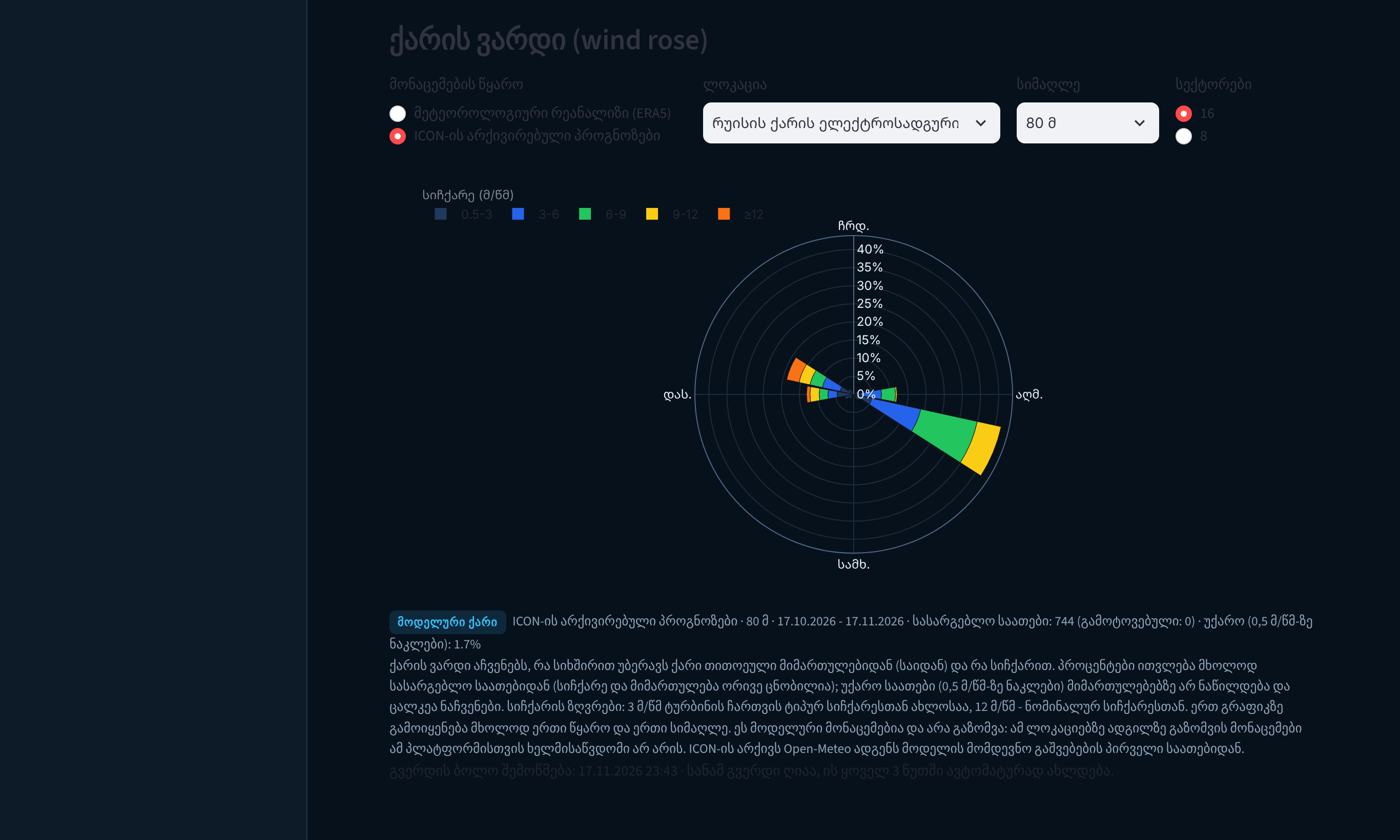 ქარის ვარდი (wind rose)
მონაცემების წყარო
მეტეოროლოგიური რეანალიზი (ERA5)
ICON-ის არქივირებული პროგნოზები
ლოკაცია
რუისის ქარის ელექტროსადგური
სიმაღლე
80 მ
სექტორები
16
8
სიჩქარე (მ/წმ)
0.5-3 3-6 6-9 9-12 ≥12
ჩრდ.
40%
35%
30%
25%
20%
15%
10%
5%
0%
დას.
აღმ.
სამხ.
მოდელური ქარი ICON-ის არქივირებული პროგნოზები · 80 მ · 17.10.2026 - 17.11.2026 · სასარგებლო საათები: 744 (გამოტოვებული: 0) · უქარო (0,5 მ/წმ-ზე
ნაკლები): 1.7%
ქარის ვარდი აჩვენებს, რა სიხშირით უბერავს ქარი თითოეული მიმართულებიდან (საიდან) და რა სიჩქარით. პროცენტები ითვლება მხოლოდ
სასარგებლო საათებიდან (სიჩქარე და მიმართულება ორივე ცნობილია); უქარო საათები (0,5 მ/წმ-ზე ნაკლები) მიმართულებებზე არ ნაწილდება და
ცალკეა ნაჩვენები. სიჩქარის ზღვრები: 3 მ/წმ ტურბინის ჩართვის ტიპურ სიჩქარესთან ახლოსაა, 12 მ/წმ - ნომინალურ სიჩქარესთან. ერთ გრაფიკზე
გამოიყენება მხოლოდ ერთი წყარო და ერთი სიმაღლე. ეს მოდელური მონაცემებია და არა გაზომვა: ამ ლოკაციებზე ადგილზე გაზომვის მონაცემები
ამ პლატფორმისთვის ხელმისაწვდომი არ არის. ICON-ის არქივს Open-Meteo ადგენს მოდელის მომდევნო გაშვებების პირველი საათებიდან.
გვერდის ბოლო შემოწმება: 17.11.2026 23:43 · სანამ გვერდი ღიაა, ის ყოველ 3 წუთში ავტომატურად ახლდება.